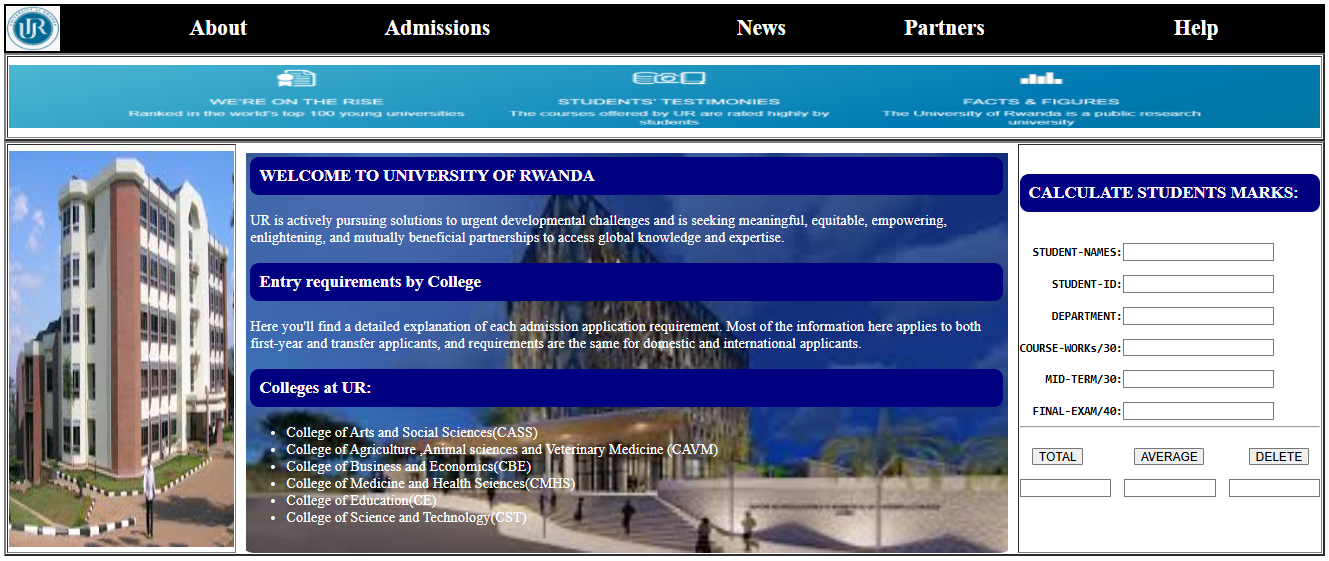 UR
About Admissions News Partners Help
WE'RE ON THE RISE
Ranked in the world's top 100 young universities
STUDENTS' TESTIMONIES
The courses offered by UR are rated highly by
students
FACTS & FIGURES
The University of Rwanda is a public research
university
WELCOME TO UNIVERSITY OF RWANDA
UR is actively pursuing solutions to urgent developmental challenges and is seeking meaningful, equitable, empowering,
enlightening, and mutually beneficial partnerships to access global knowledge and expertise.
Entry requirements by College
Here you'll find a detailed explanation of each admission application requirement. Most of the information here applies to both
first-year and transfer applicants, and requirements are the same for domestic and international applicants.
Colleges at UR:
College of Arts and Social Sciences(CASS)
College of Agriculture ,Animal sciences and Veterinary Medicine (CAVM)
College of Business and Economics(CBE)
College of Medicine and Health Sciences(CMHS)
College of Education(CE)
College of Science and Technology(CST)
CALCULATE STUDENTS MARKS:
STUDENT-NAMES:
STUDENT-ID:
DEPARTMENT:
COURSE-WORKs/30:
MID-TERM/30:
FINAL-EXAM/40:
TOTAL AVERAGE DELETE